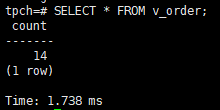 tpch=# SELECT * FROM v_order;
count
-------
14
(1 row)
Time: 1.738 ms